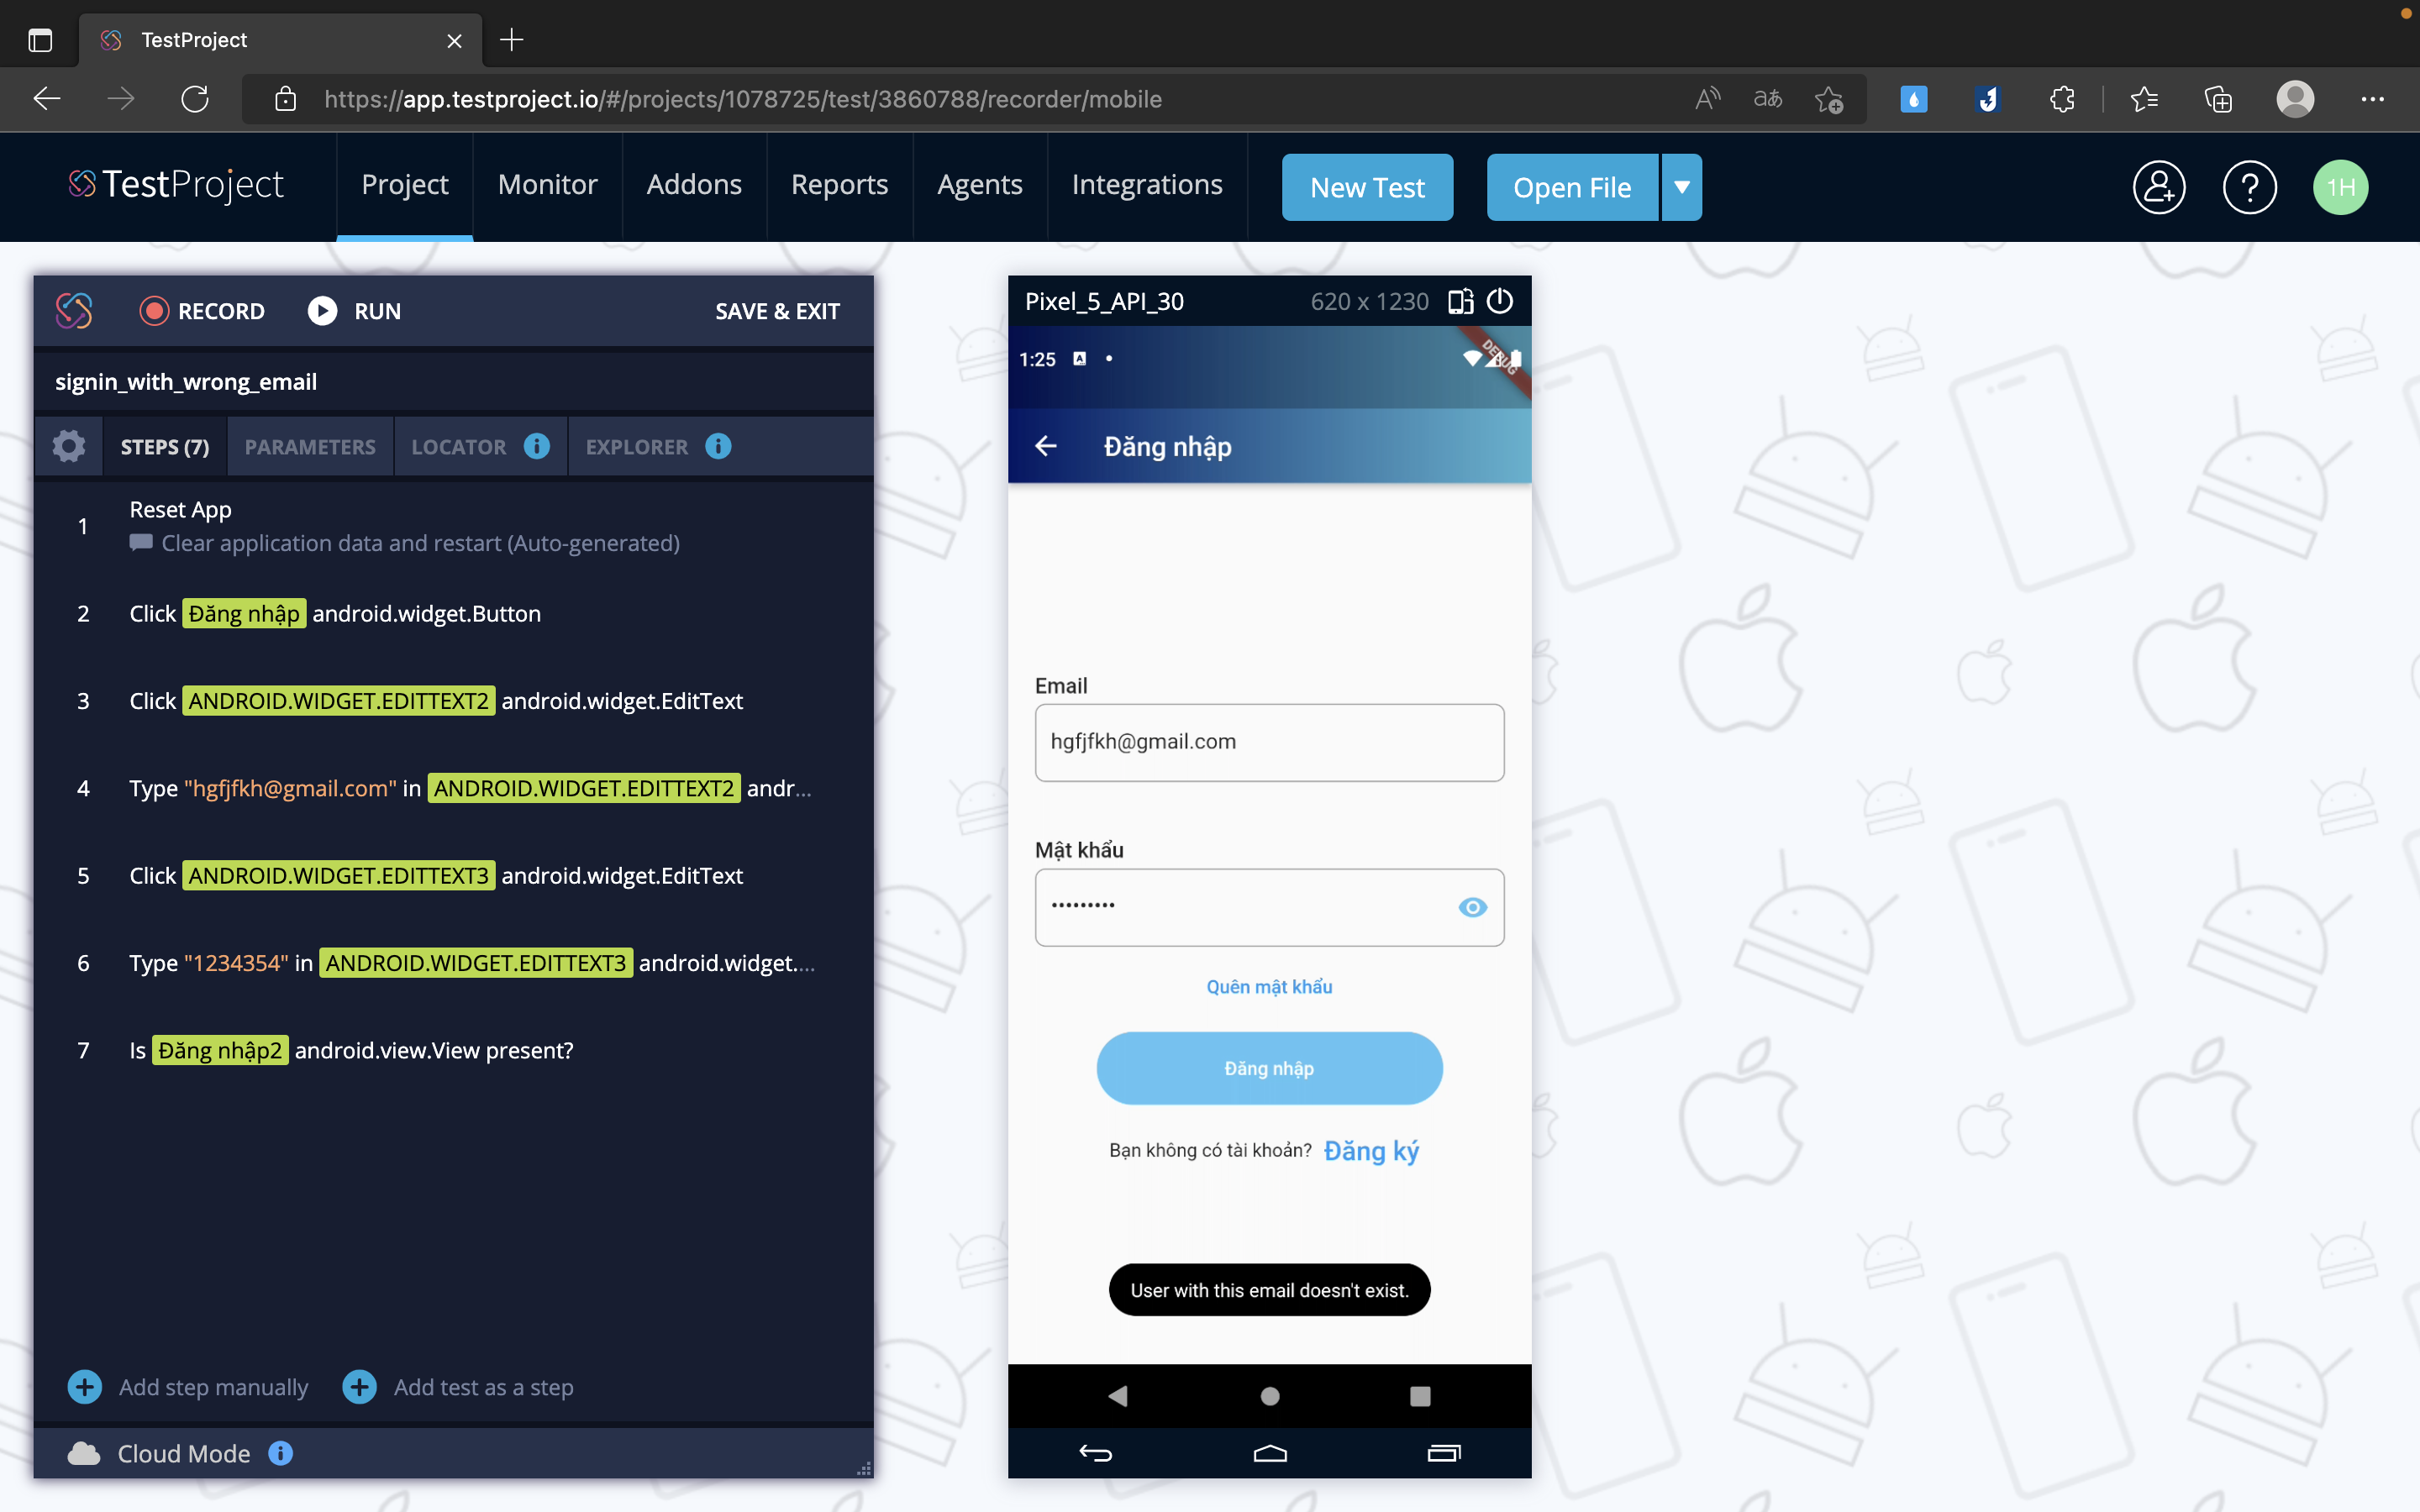 TestProject
https://app.testproject.io/#/projects/1078725/test/3860788/recorder/mobile
TestProject
Project
Monitor
Addons
Reports
Agents
Integrations
New Test
Open File
1H
RECORD
RUN
SAVE & EXIT
signin_with_wrong_email
STEPS (7)
PARAMETERS
LOCATOR
EXPLORER
1
Reset App
Clear application data and restart (Auto-generated)
2 Click Đăng nhập android.widget.Button
3 Click ANDROID.WIDGET.EDITTEXT2 android.widget.EditText
4 Type "hgfjfkh@gmail.com" in ANDROID.WIDGET.EDITTEXT2 andr...
5 Click ANDROID.WIDGET.EDITTEXT3 android.widget.EditText
6 Type "1234354" in ANDROID.WIDGET.EDITTEXT3 android.widget....
7 Is Đăng nhập2 android.view.View present?
Add step manually
Add test as a step
Cloud Mode
Pixel_5_API_30
620 x 1230
1:25
DEBUG
Đăng nhập
Email
hgfjfkh@gmail.com
Mật khẩu
•••••••••
Quên mật khẩu
Đăng nhập
Bạn không có tài khoản? Đăng ký
User with this email doesn't exist.